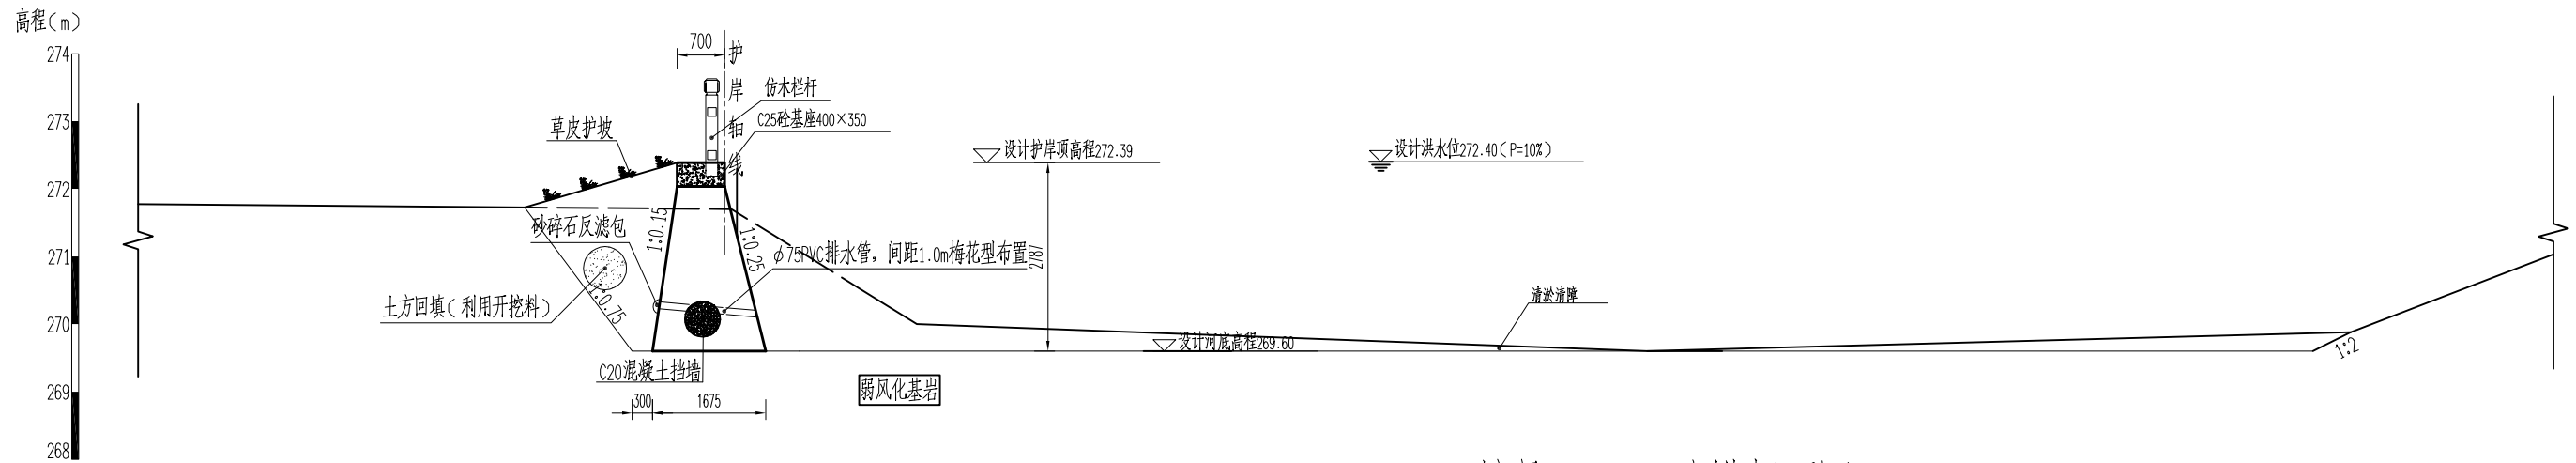 高程(m)
274
273
272
271
270
269
268
700
护岸轴线
仿木栏杆
C25砼基座400×350
草皮护坡
设计护岸顶高程272.39
设计洪水位272.40(P=10%)
砂碎石反滤包
1:0.15
1:0.25
φ75PVC排水管，间距1.0m梅花型布置
2787
土方回填(利用开挖料)
1:0.75
清淤清障
设计河底高程269.60
1:2
C20混凝土挡墙
弱风化基岩
300
1675